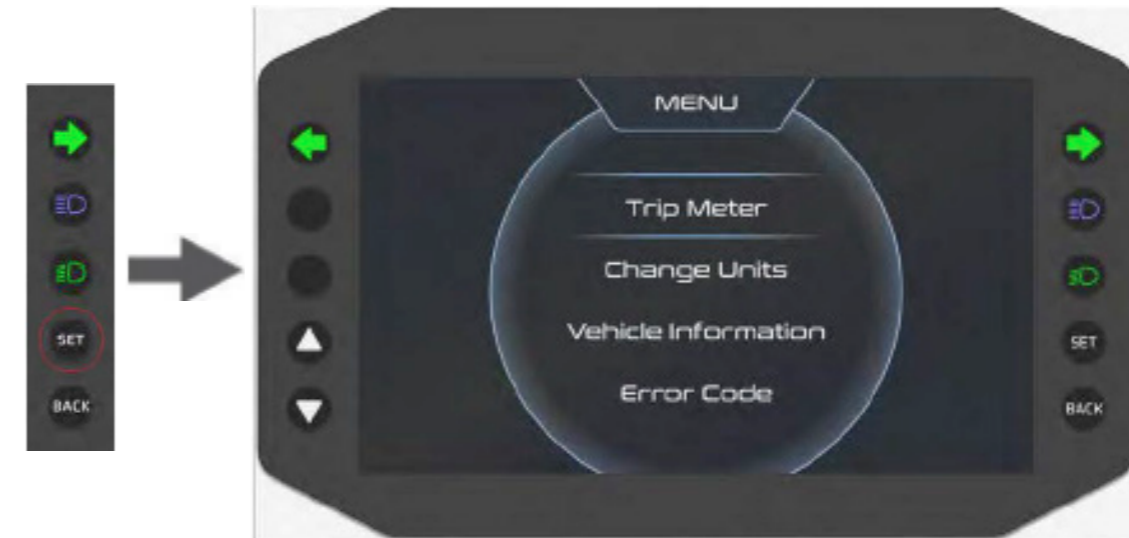 SET
BACK
MENU
Trip Meter
Change Units
Vehicle Information
Error Code
SET
BACK